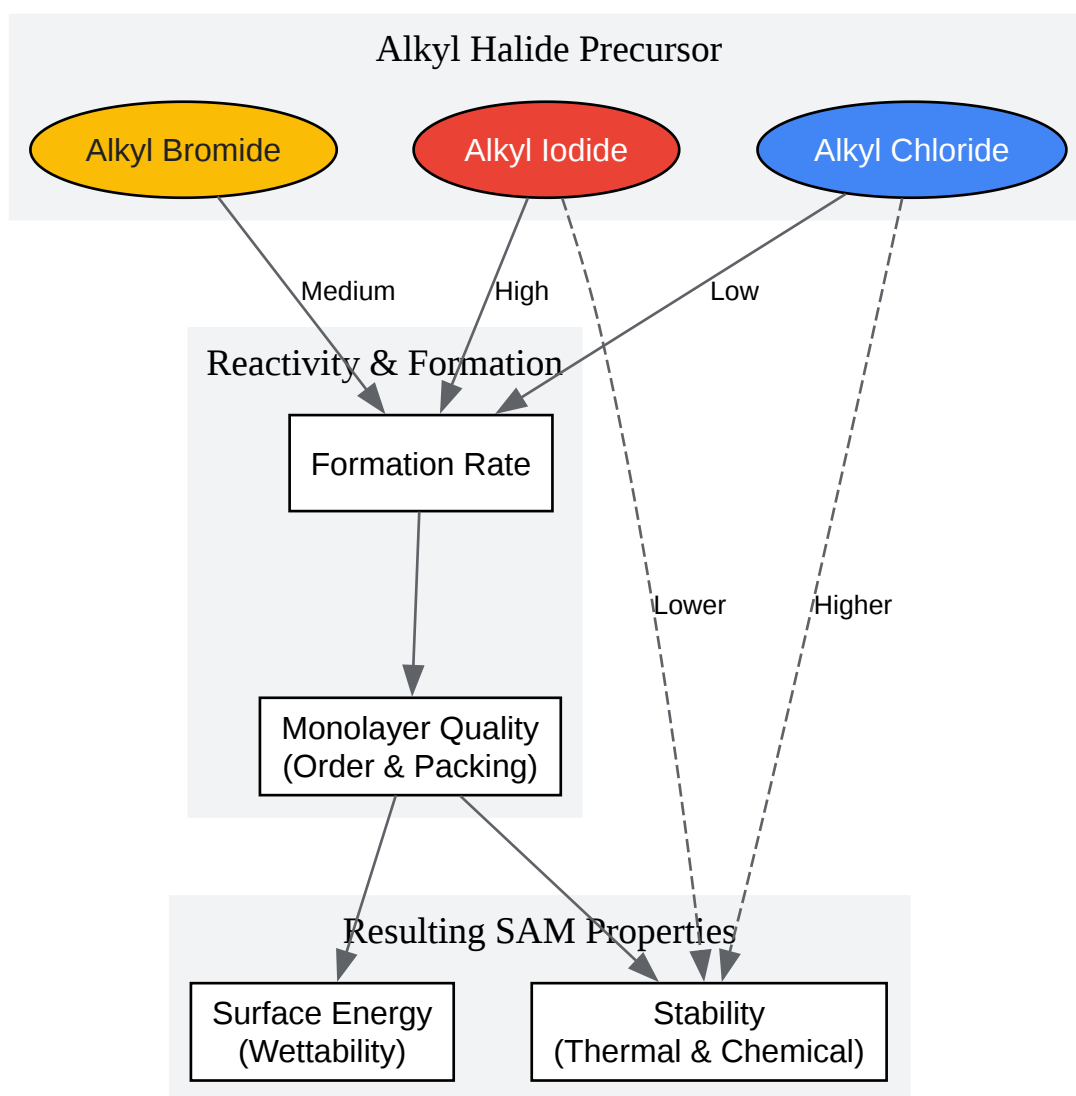 Alkyl Halide Precursor
Alkyl Bromide
Alkyl Iodide
Alkyl Chloride
Medium
High
Low
Reactivity & Formation
Formation Rate
Lower
Higher
Monolayer Quality
(Order & Packing)
Resulting SAM Properties
Surface Energy
(Wettability)
Stability
(Thermal & Chemical)